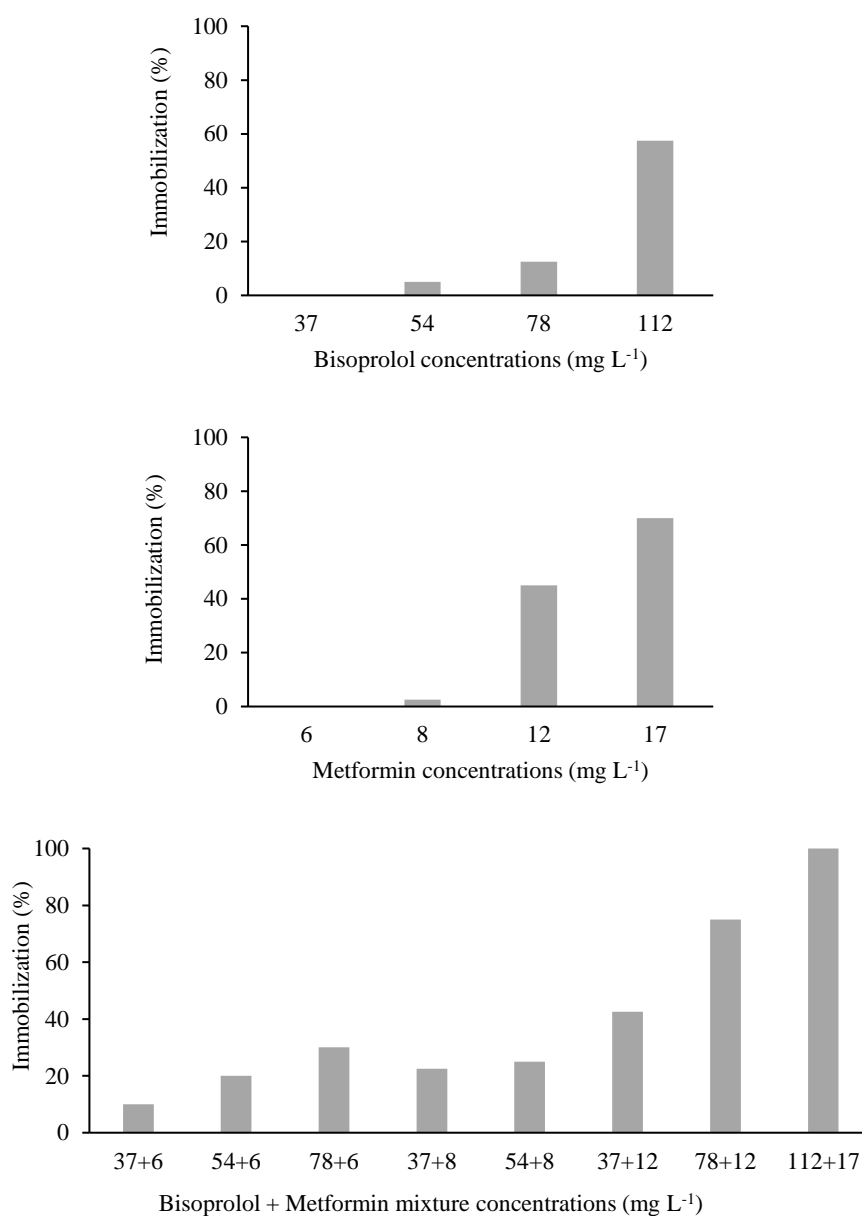 100
80
60
40
20
0
Immobilization (%)
37 54 78 112
Bisoprolol concentrations (mg L-1)
100
80
60
40
20
0
Immobilization (%)
6 8 12 17
Metformin concentrations (mg L-1)
100
80
60
40
20
0
Immobilization (%)
37+6 54+6 78+6 37+8 54+8 37+12 78+12 112+17
Bisoprolol + Metformin mixture concentrations (mg L-1)